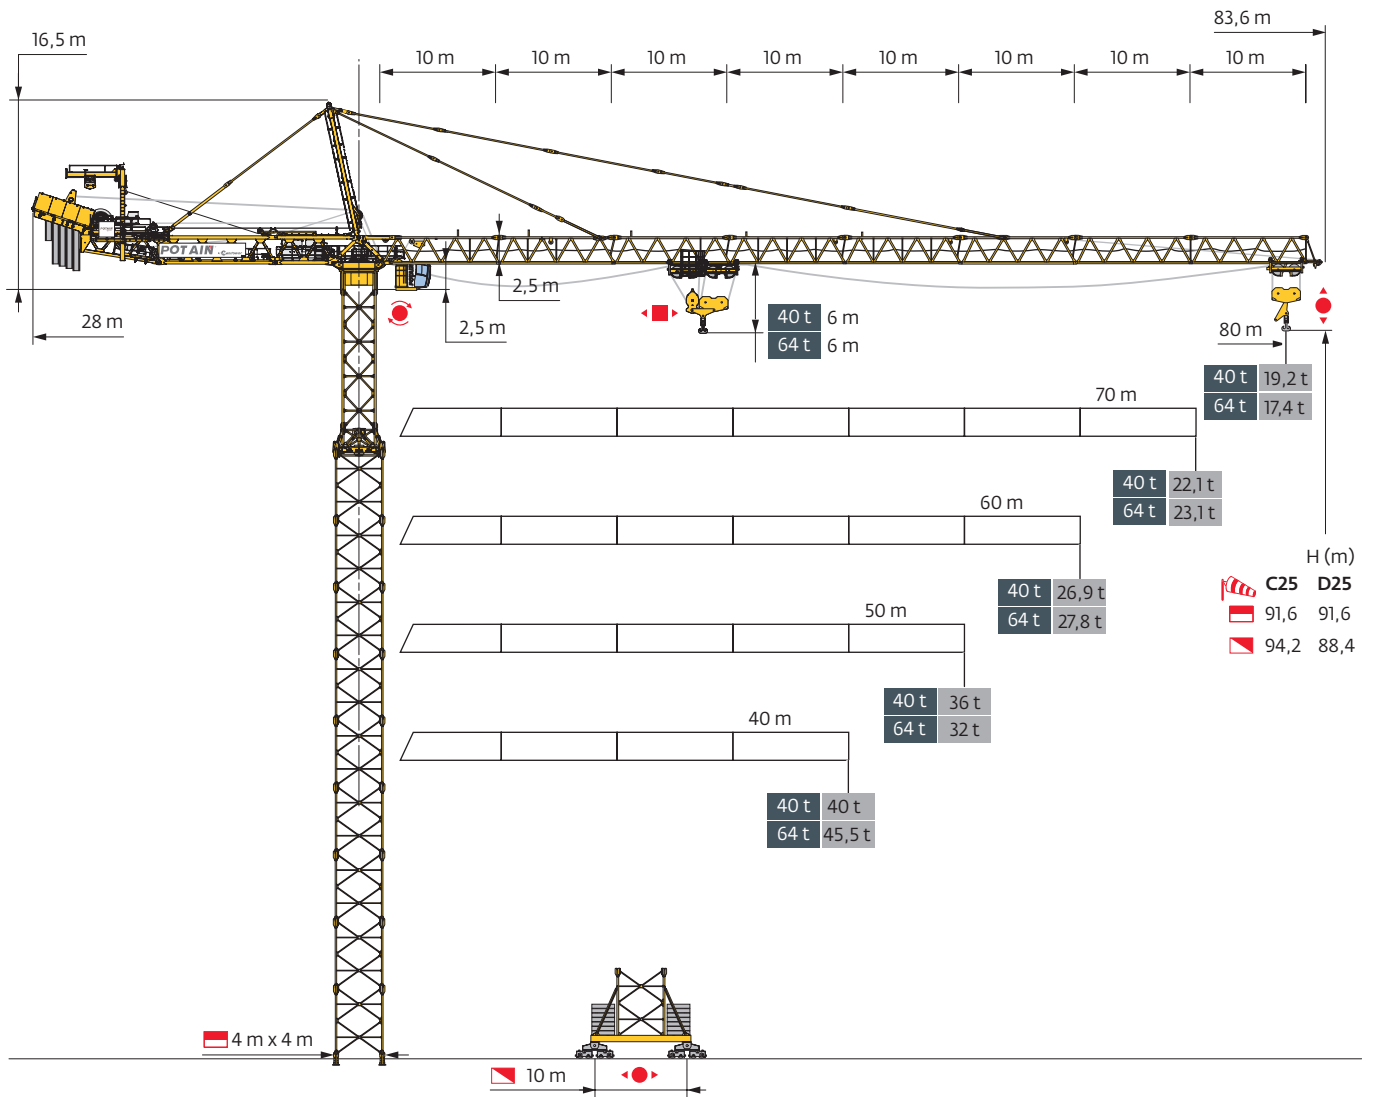 83,6 m
16,5 m
10 m 10 m 10 m 10 m 10 m 10 m 10 m 10 m
POTAIN
2,5 m
28 m
2,5 m
40 t 6 m
64 t 6 m
80 m
40 t 19,2 t
64 t 17,4 t
70 m
40 t 22,1 t
64 t 23,1 t
60 m
40 t 26,9 t
64 t 27,8 t
H (m)
C25 D25
91,6 91,6
94,2 88,4
50 m
40 t 36 t
64 t 32 t
40 m
40 t 40 t
64 t 45,5 t
4 m x 4 m
10 m